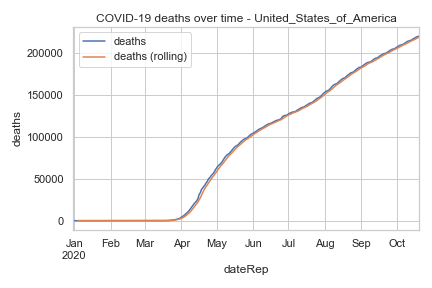 COVID-19 deaths over time - United_States_of_America
deaths
deaths (rolling)
200000
150000
100000
50000
0
deaths
Jan Feb Mar Apr May Jun Jul Aug Sep Oct
2020
dateRep